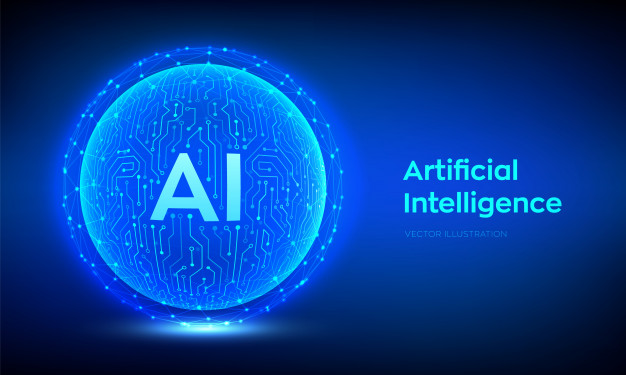 AI
Artificial
Intelligence
VECTOR ILLUSTRATION